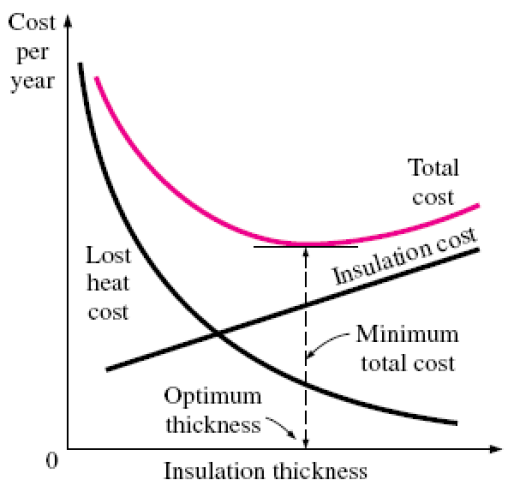 Cost
per
year
Total
cost
Insulation cost
Lost
heat
cost
Minimum
total cost
Optimum
thickness
0
Insulation thickness